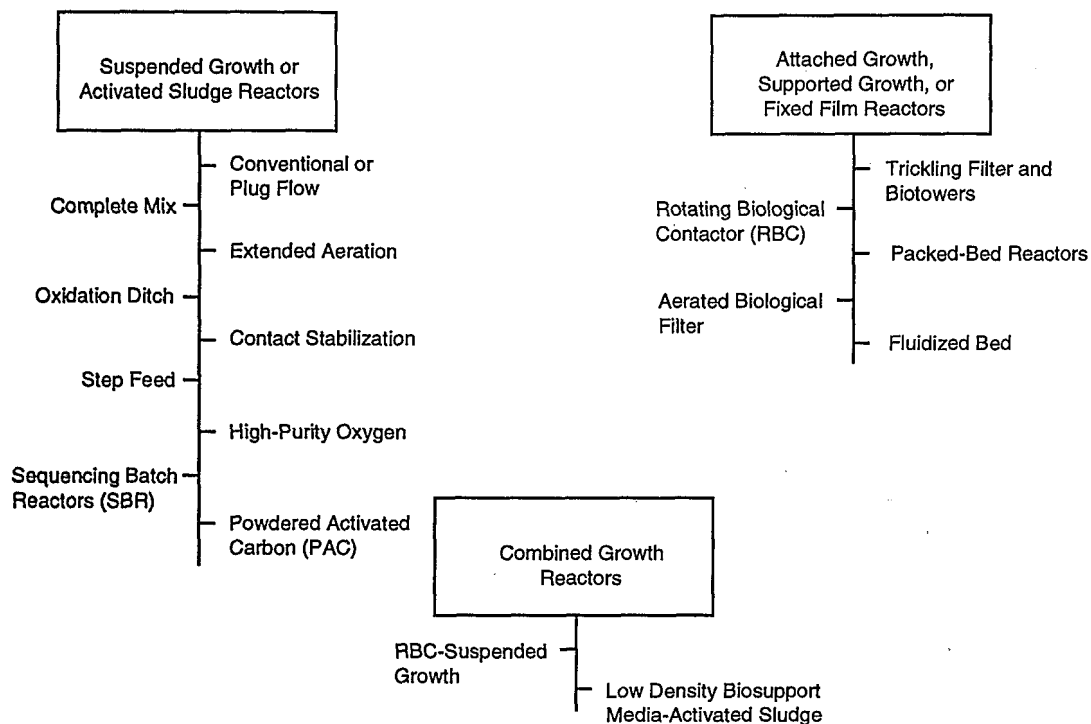 Suspended Growth or
Activated Sludge Reactors
Conventional or
Plug Flow
Complete Mix
Extended Aeration
Oxidation Ditch
Contact Stabilization
Step Feed
High-Purity Oxygen
Sequencing Batch
Reactors (SBR)
Powdered Activated
Carbon (PAC)
Attached Growth,
Supported Growth, or
Fixed Film Reactors
Trickling Filter and
Biotowers
Rotating Biological
Contactor (RBC)
Packed-Bed Reactors
Aerated Biological
Filter
Fluidized Bed
Combined Growth
Reactors
RBC-Suspended
Growth
Low Density Biosupport
Media-Activated Sludge